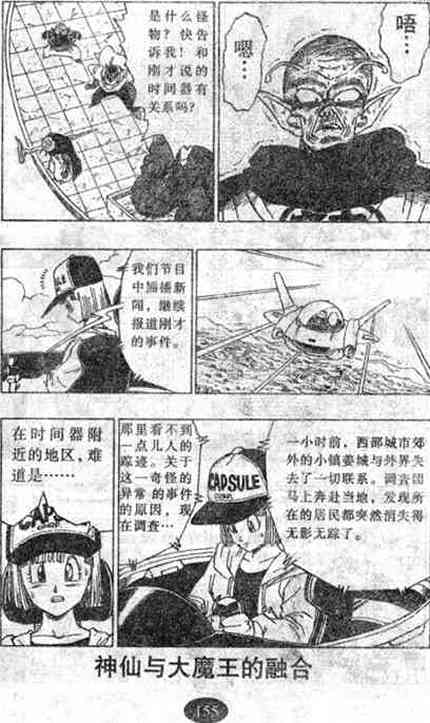 唔…
嗯…
是什么怪
物？快告
诉我！和
刚才说的
时间器有
关系吗？
我们节目
中插播新
闻，继续
报道刚才
的事件。
一小时前，西部城市郊
外的小镇姜城与外界失
去了一切联系。调查团
马上奔赴当地，发现所
在的居民都突然消失得
无影无踪了。
那里看不到
一点儿人的
踪迹。关于
这一奇怪的
异常的事件
的原因，现
在调查…
CAPSULE
CORP.
在时间器附
近的地区，难
道是……
神仙与大魔王的融合
155